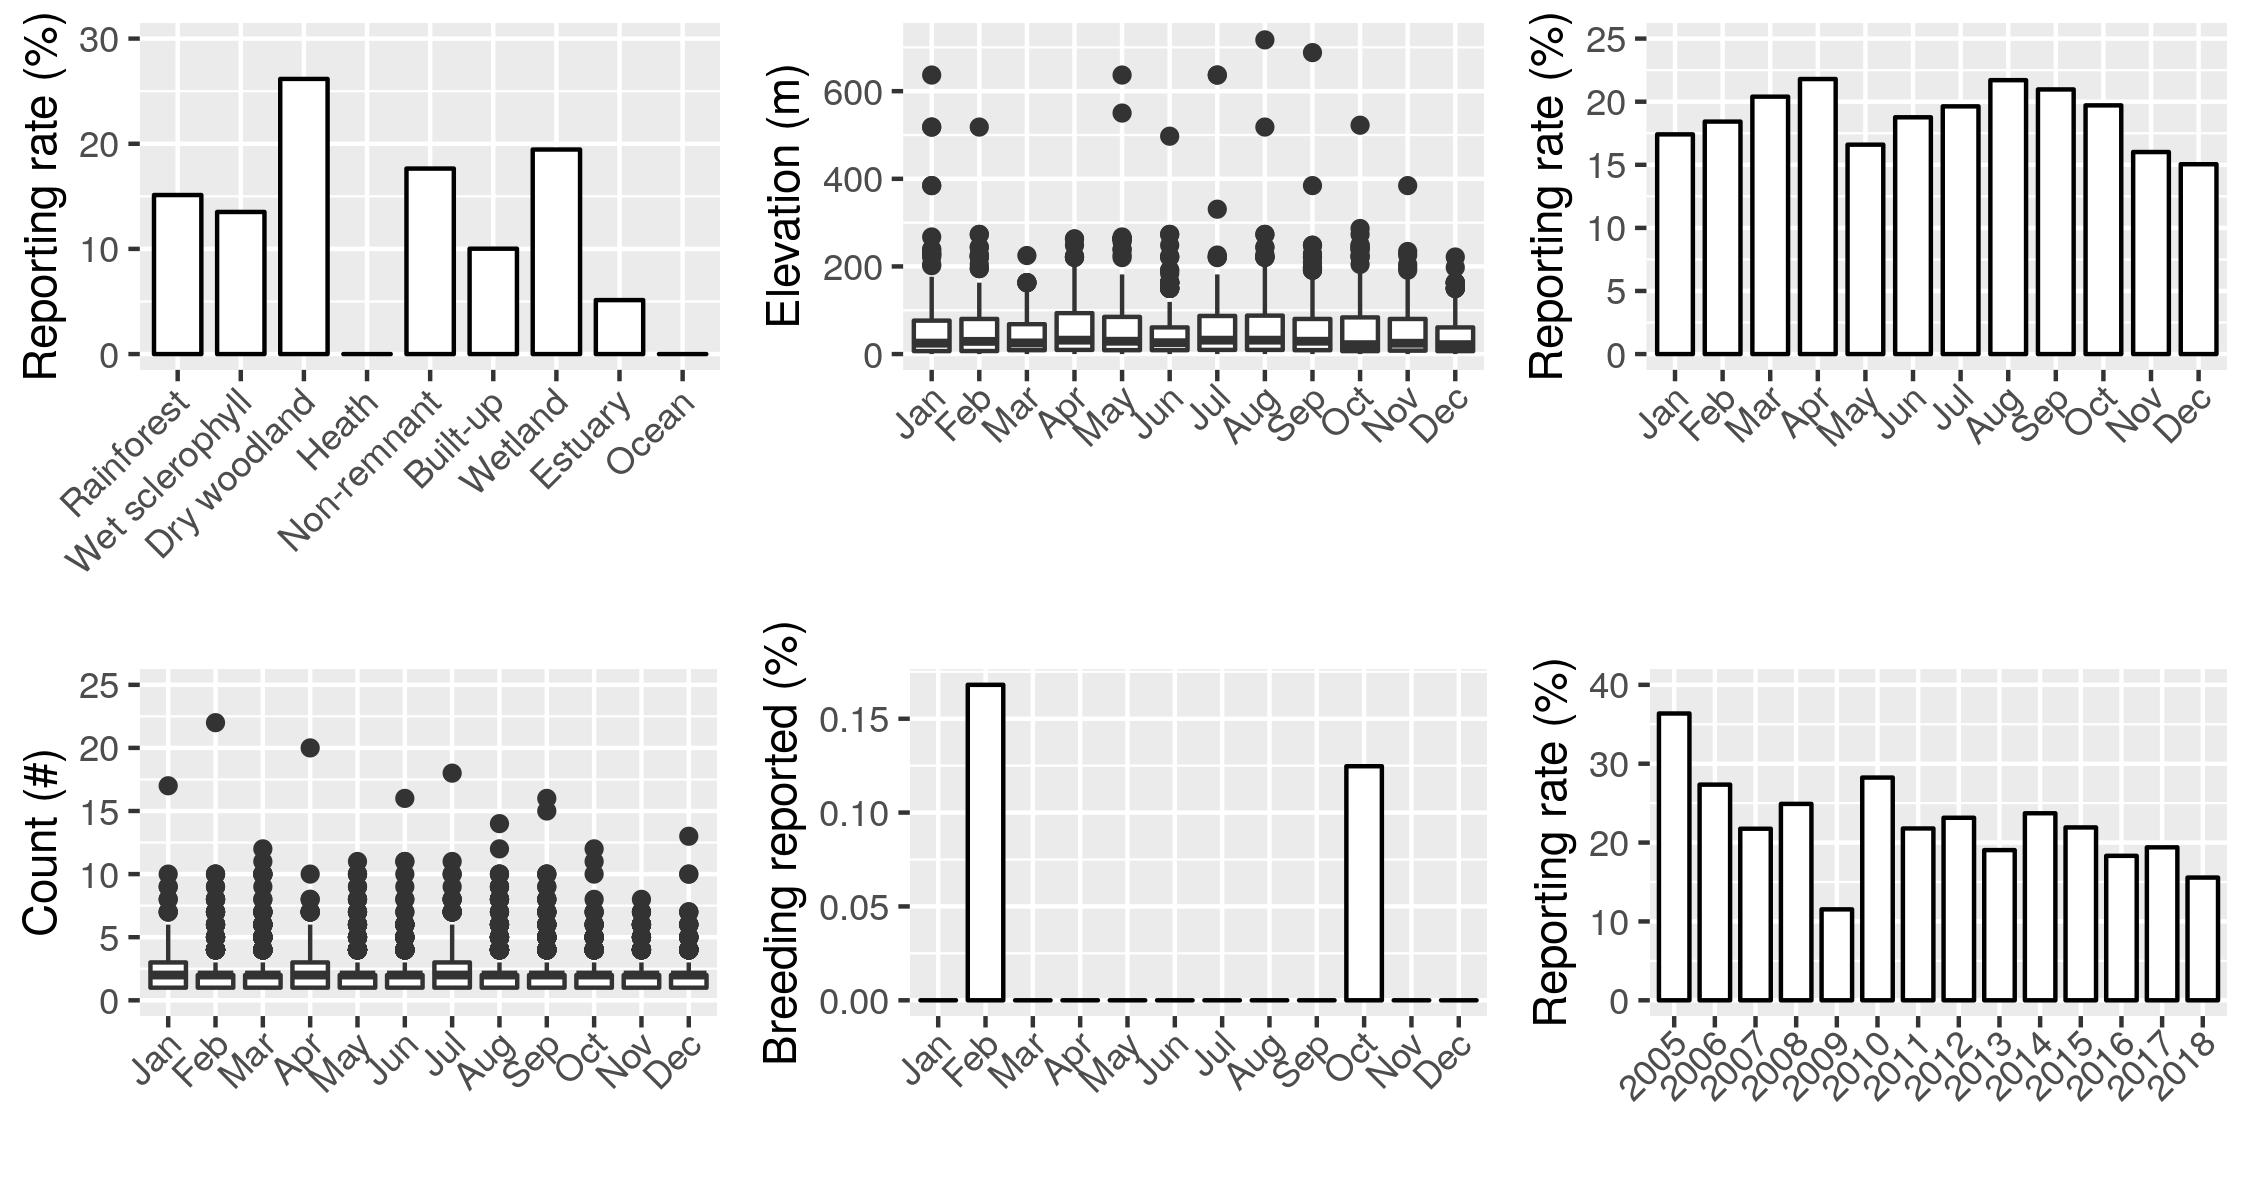 Reporting rate (%)
30
20
10
0
Rainforest
Wet sclerophyll
Dry woodland
Heath
Non-remnant
Built-up
Wetland
Estuary
Ocean
Elevation (m)
600
400
200
0
Jan
Feb
Mar
Apr
May
Jun
Jul
Aug
Sep
Oct
Nov
Dec
Reporting rate (%)
25
20
15
10
5
0
Jan
Feb
Mar
Apr
May
Jun
Jul
Aug
Sep
Oct
Nov
Dec
Count (#)
25
20
15
10
5
0
Jan
Feb
Mar
Apr
May
Jun
Jul
Aug
Sep
Oct
Nov
Dec
Breeding reported (%)
0.15
0.10
0.05
0.00
Jan
Feb
Mar
Apr
May
Jun
Jul
Aug
Sep
Oct
Nov
Dec
Reporting rate (%)
40
30
20
10
0
2005
2006
2007
2008
2009
2010
2011
2012
2013
2014
2015
2016
2017
2018